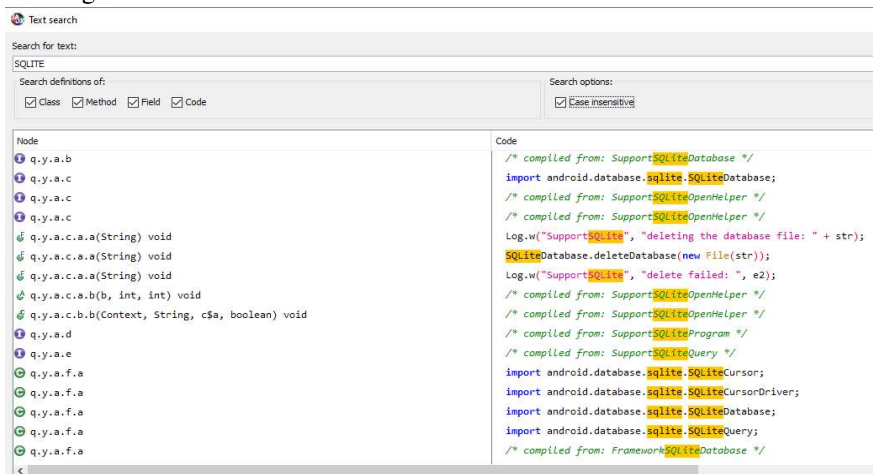 Text search
Search for text:
SQLITE
Search definitions of:
Class Method Field Code
Search options:
Case insensitive
Node Code
q.y.a.b /* compiled from: SupportSQLiteDatabase */
q.y.a.c import android.database.sqlite.SQLiteDatabase;
q.y.a.c /* compiled from: SupportSQLiteOpenHelper */
q.y.a.c /* compiled from: SupportSQLiteOpenHelper */
q.y.a.c.a.a(String) void Log.w("SupportSQLite", "deleting the database file: " + str);
q.y.a.c.a.a(String) void SQLiteDatabase.deleteDatabase(new File(str));
q.y.a.c.a.a(String) void Log.w("SupportSQLite", "delete failed: ", e2);
q.y.a.c.a.b(b, int, int) void /* compiled from: SupportSQLiteOpenHelper */
q.y.a.c.b.b(Context, String, c$a, boolean) void /* compiled from: SupportSQLiteOpenHelper */
q.y.a.d /* compiled from: SupportSQLiteProgram */
q.y.a.e /* compiled from: SupportSQLiteQuery */
q.y.a.f.a import android.database.sqlite.SQLiteCursor;
q.y.a.f.a import android.database.sqlite.SQLiteCursorDriver;
q.y.a.f.a import android.database.sqlite.SQLiteDatabase;
q.y.a.f.a import android.database.sqlite.SQLiteQuery;
q.y.a.f.a /* compiled from: FrameworkSQLiteDatabase */